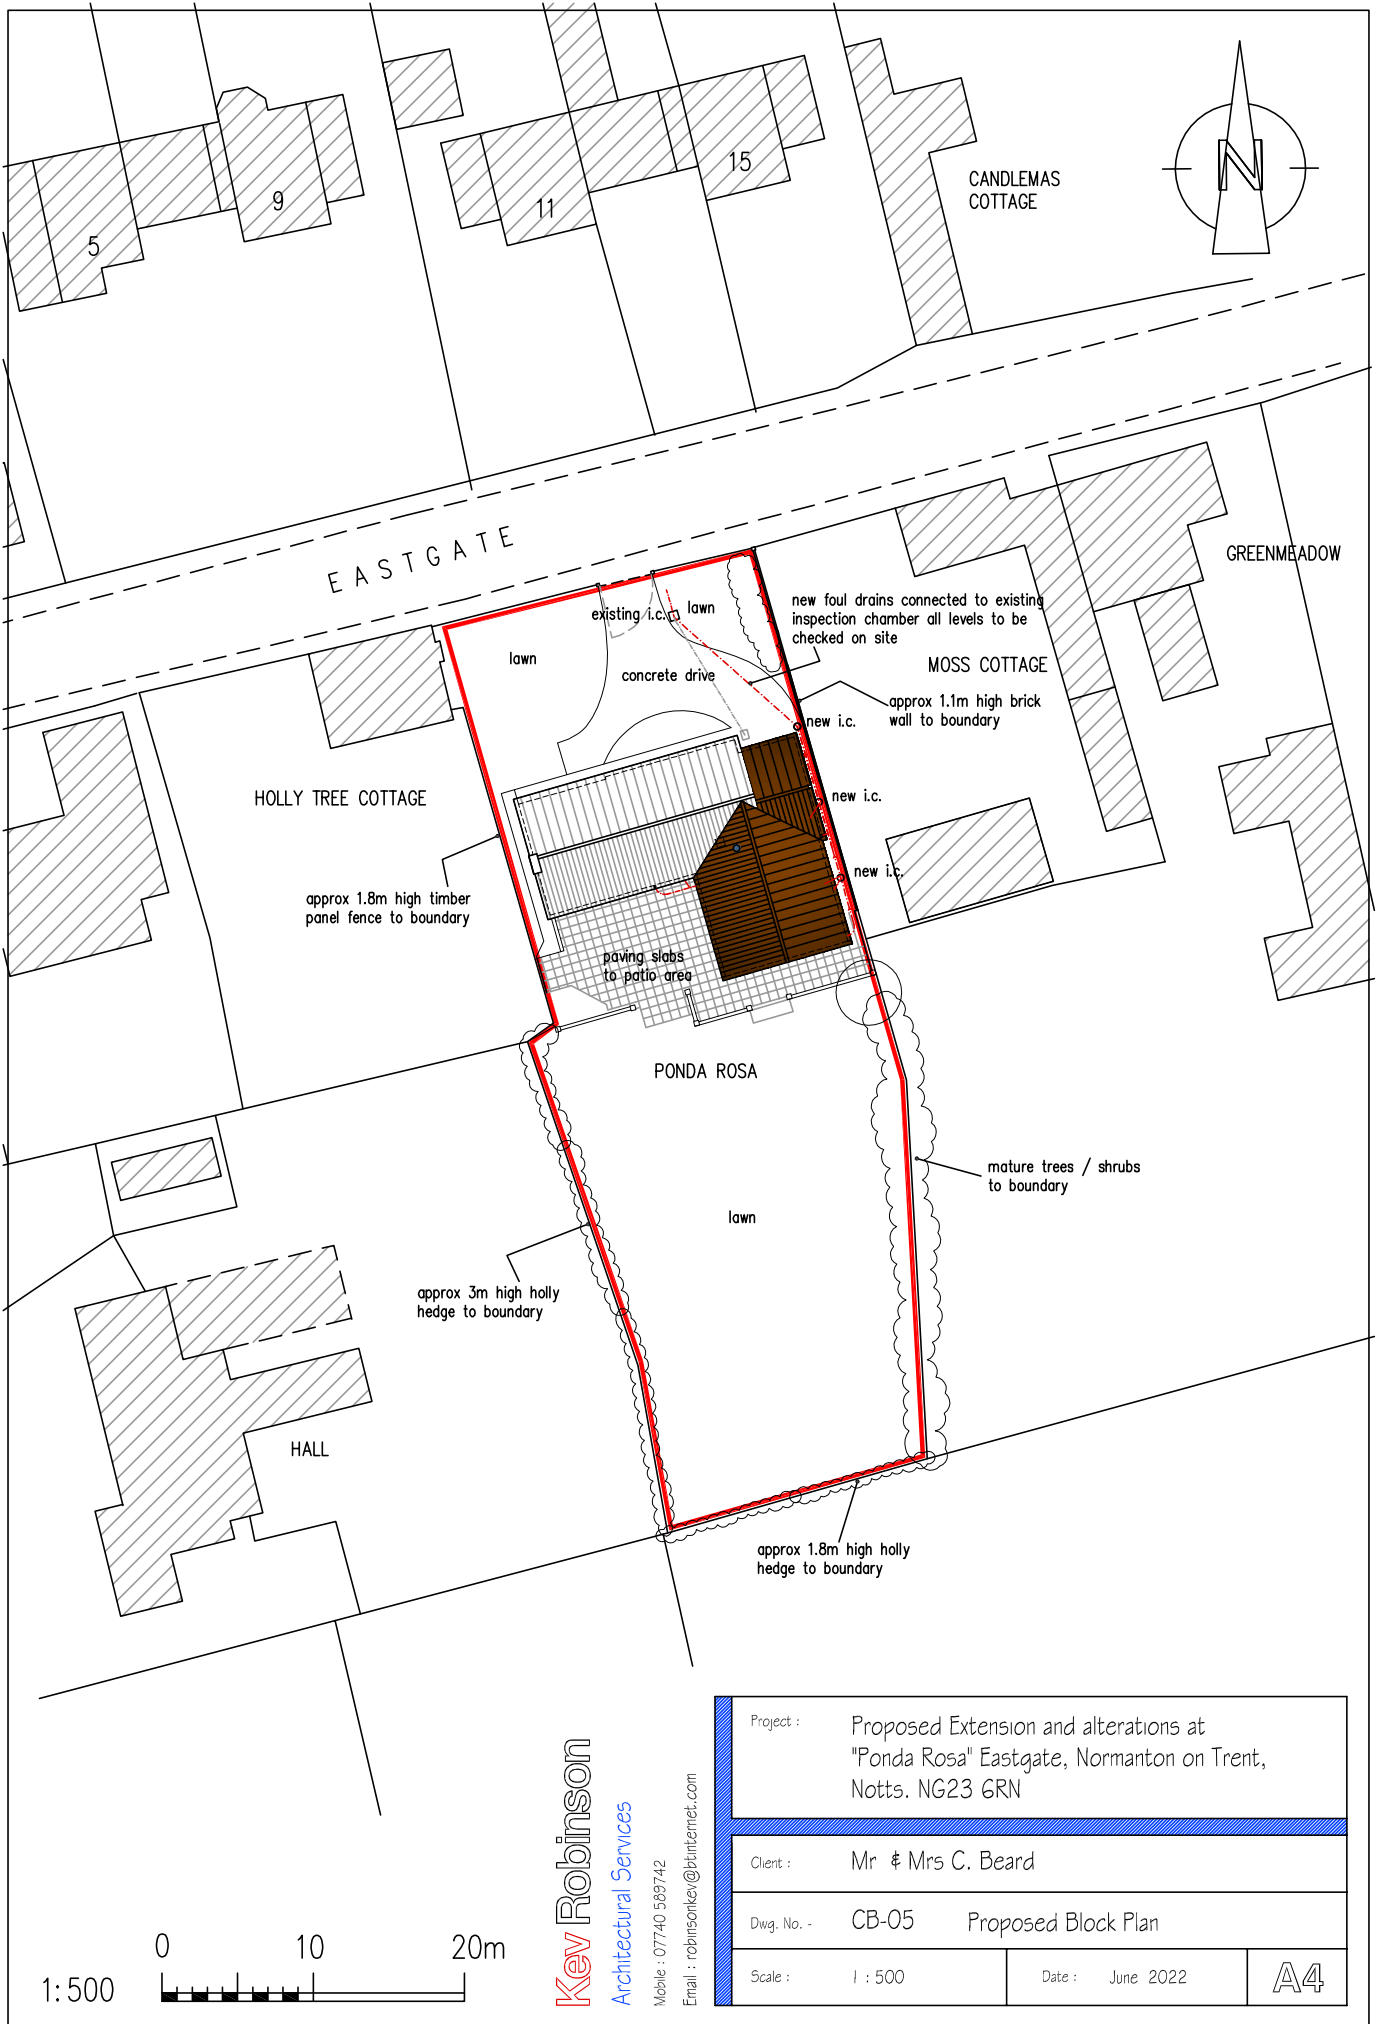 5
9
11
15
CANDLEMAS
COTTAGE
N
EASTGATE
GREENMEADOW
existing i.c.
lawn
new foul drains connected to existing
inspection chamber all levels to be
checked on site
lawn
concrete drive
MOSS COTTAGE
approx 1.1m high brick
wall to boundary
new i.c.
HOLLY TREE COTTAGE
new i.c.
new i.c.
approx 1.8m high timber
panel fence to boundary
paving slabs
to patio area
PONDA ROSA
mature trees / shrubs
to boundary
lawn
approx 3m high holly
hedge to boundary
HALL
approx 1.8m high holly
hedge to boundary
1:500
0 10 20m
Kev Robinson
Architectural Services
Mobile : 07740 589742
Email : robinsonkev@btinternet.com
Project : Proposed Extension and alterations at
"Ponda Rosa" Eastgate, Normanton on Trent,
Notts. NG23 6RN
Client : Mr & Mrs C. Beard
Dwg. No. - CB-05 Proposed Block Plan
Scale : 1 : 500 Date : June 2022 A4